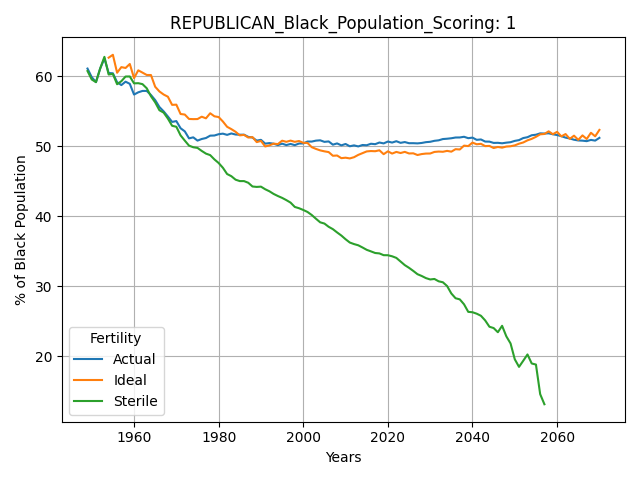 REPUBLICAN_Black_Population_Scoring: 1
% of Black Population
60
50
40
30
20
Fertility
Actual
Ideal
Sterile
1960 1980 2000 2020 2040 2060
Years